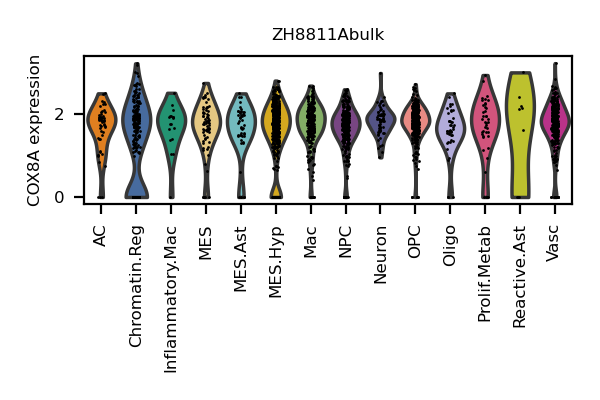 ZH8811Abulk
COX8A expression
2
0
AC
Chromatin.Reg
Inflammatory.Mac
MES
MES.Ast
MES.Hyp
Mac
NPC
Neuron
OPC
Oligo
Prolif.Metab
Reactive.Ast
Vasc